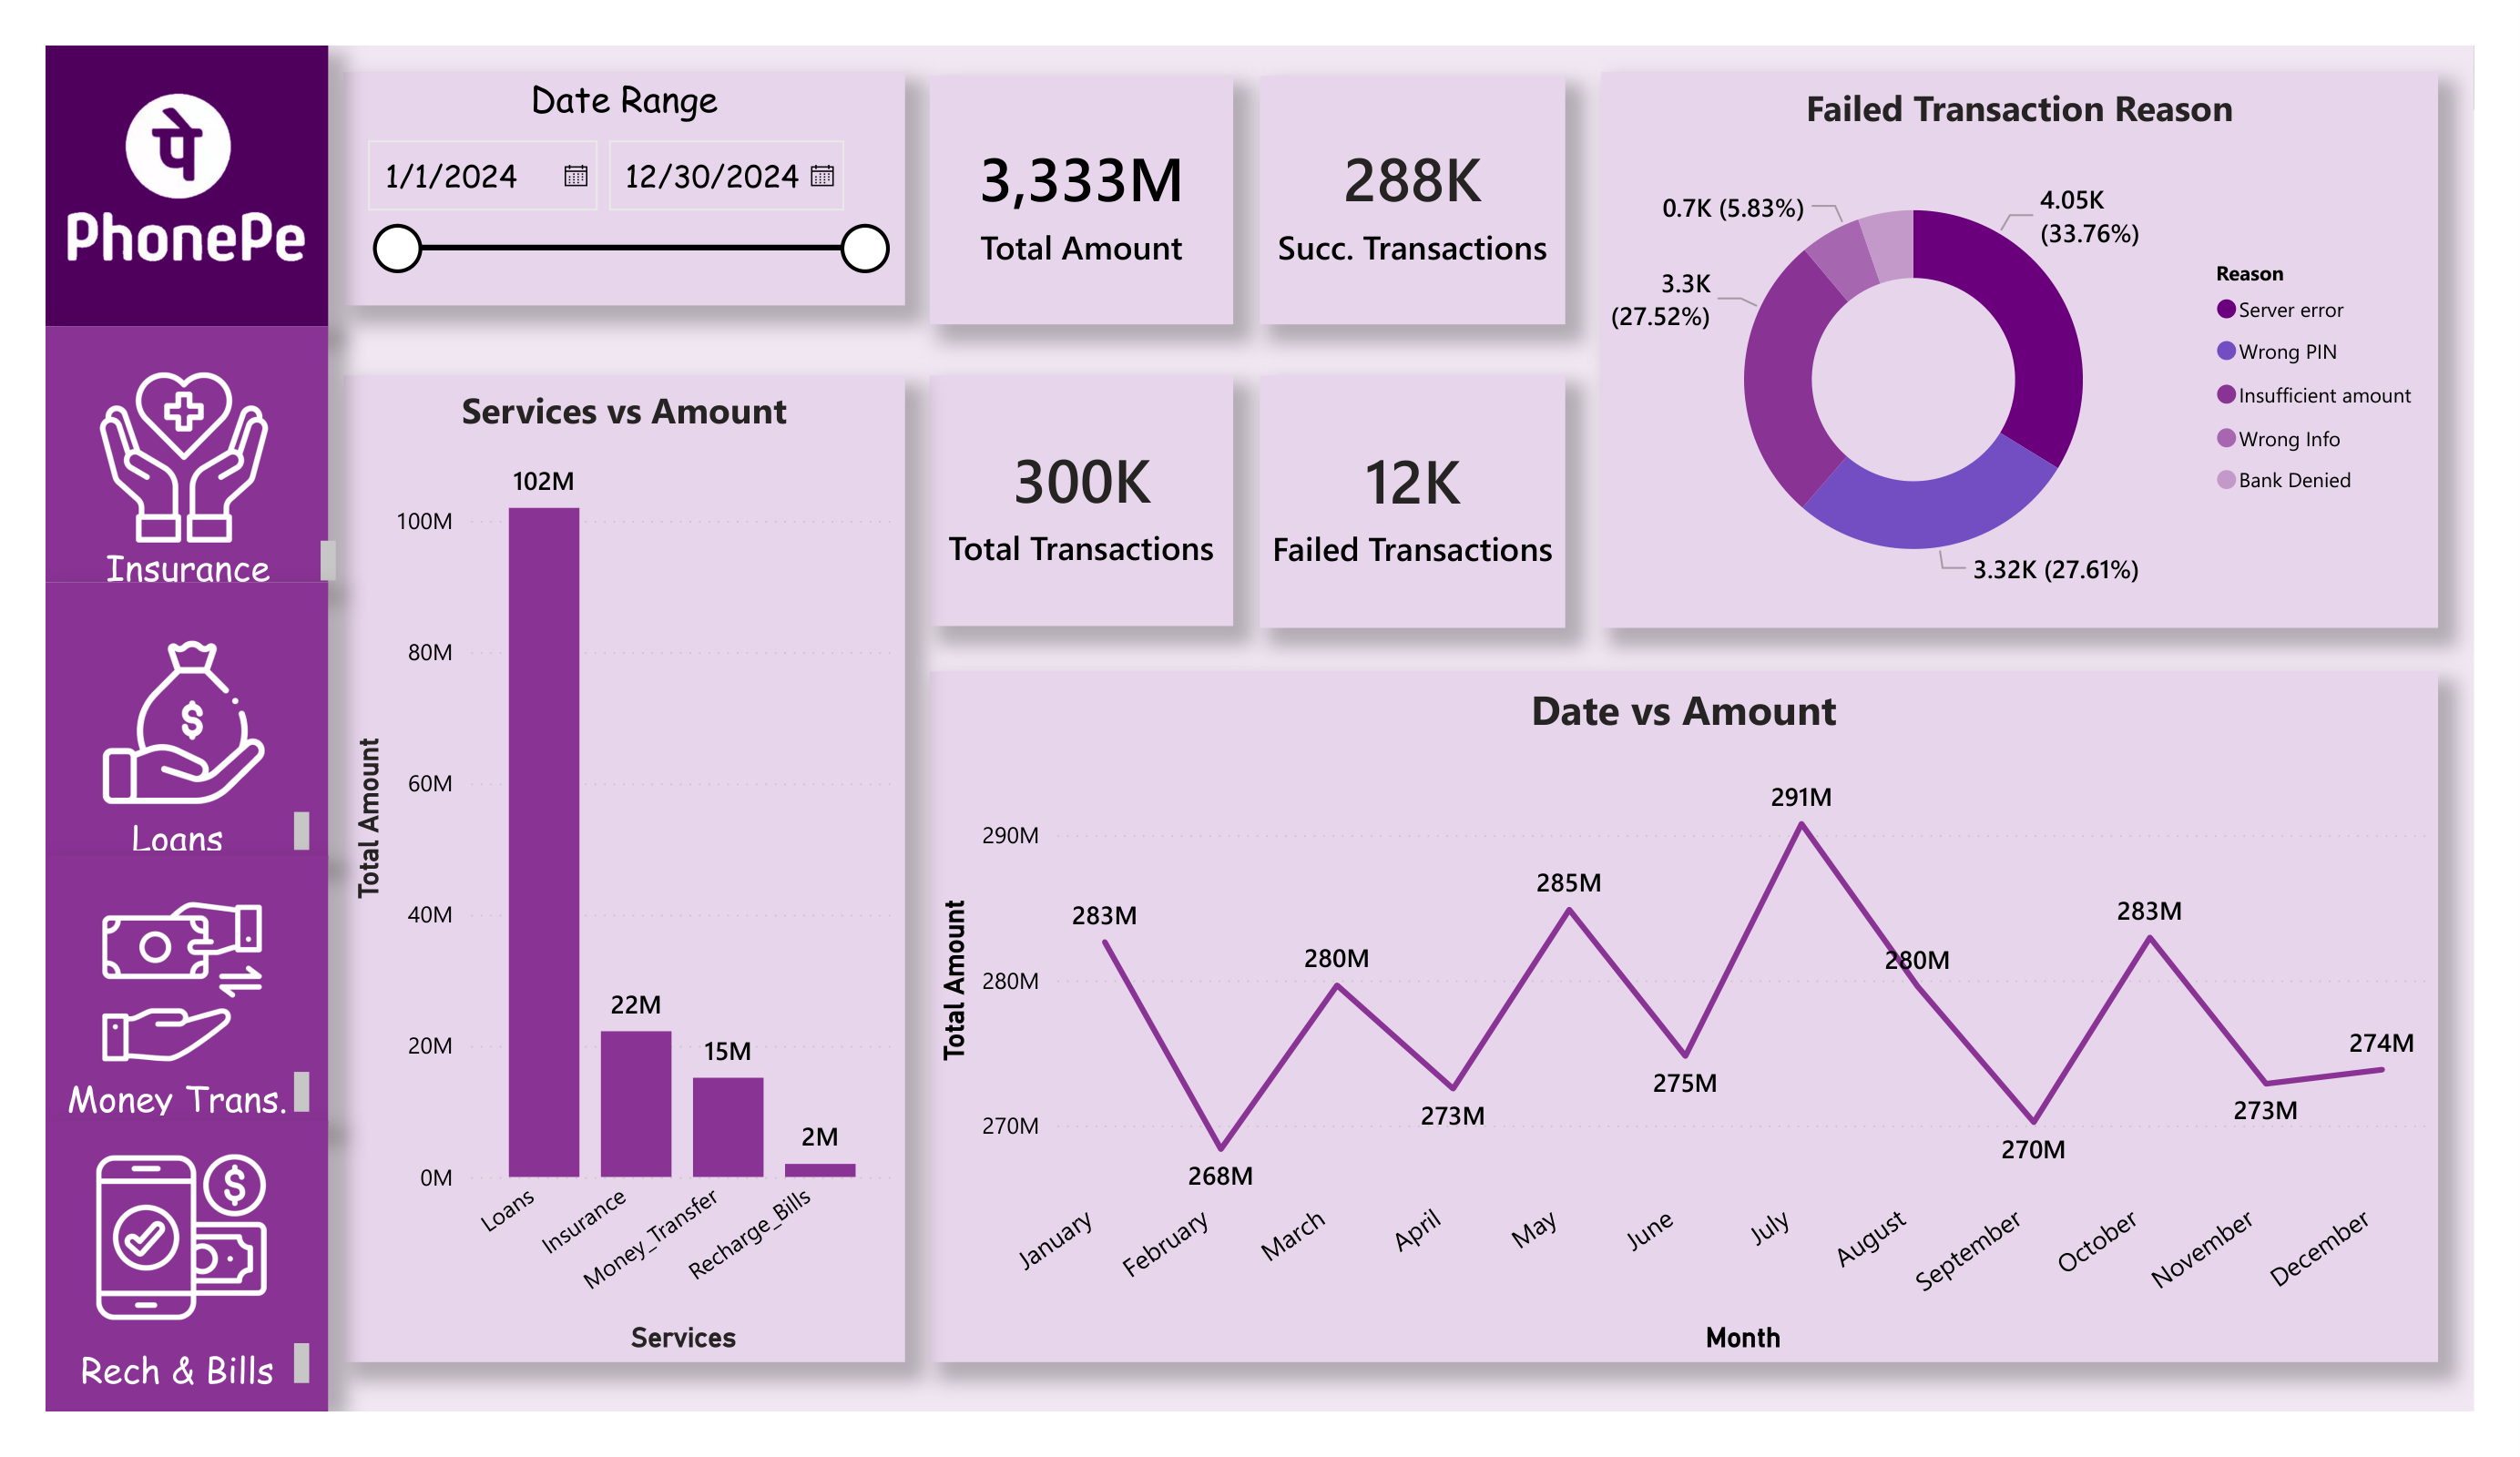 पे
PhonePe
Insurance
Loans
Money Trans.
Rech & Bills
Date Range
1/1/2024
12/30/2024
3,333M
Total Amount
288K
Succ. Transactions
300K
Total Transactions
12K
Failed Transactions
Failed Transaction Reason
4.05K
(33.76%)
3.32K (27.61%)
3.3K
(27.52%)
0.7K (5.83%)
Reason
Server error
Wrong PIN
Insufficient amount
Wrong Info
Bank Denied
Services vs Amount
Total Amount
100M
80M
60M
40M
20M
0M
102M
22M
15M
2M
Loans
Insurance
Money_Transfer
Recharge_Bills
Services
Date vs Amount
Total Amount
290M
280M
270M
283M
268M
280M
273M
285M
275M
291M
280M
270M
283M
273M
274M
January
February
March
April
May
June
July
August
September
October
November
December
Month